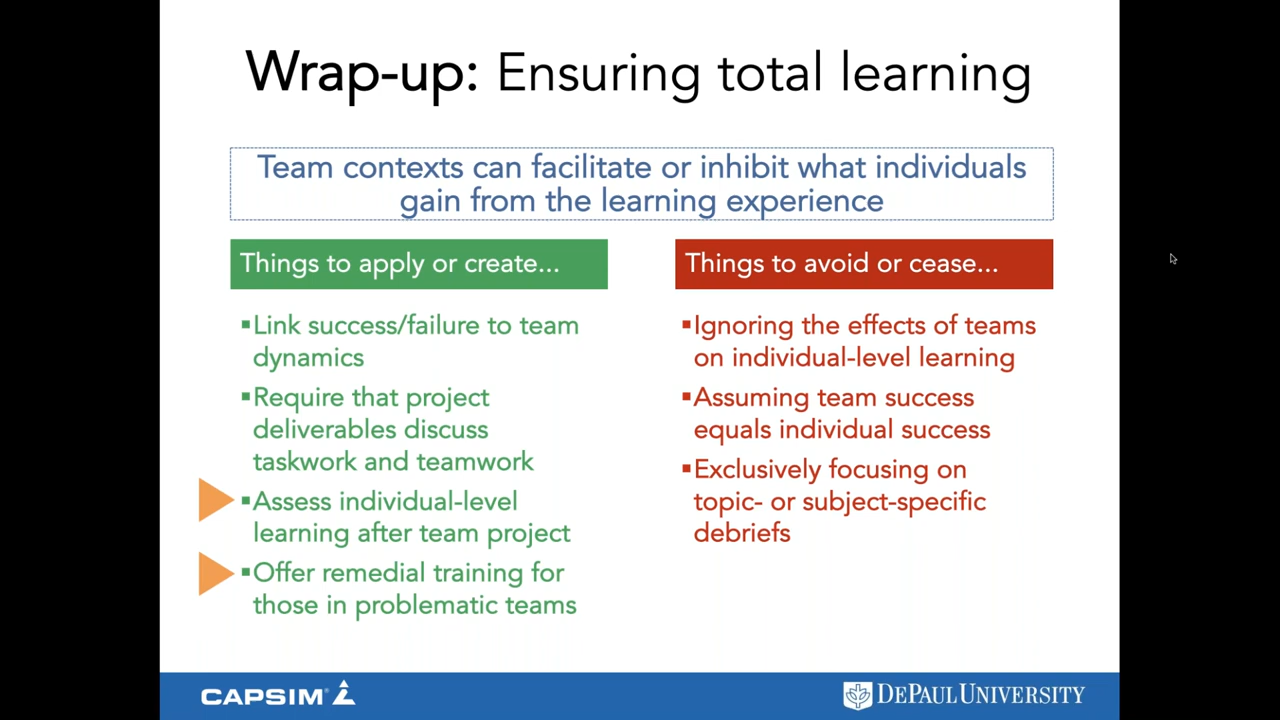 Wrap-up: Ensuring total learning
Team contexts can facilitate or inhibit what individuals
gain from the learning experience
Things to apply or create...
▪Link success/failure to team
dynamics
▪Require that project
deliverables discuss
taskwork and teamwork
▪Assess individual-level
learning after team project
▪Offer remedial training for
those in problematic teams
Things to avoid or cease...
▪Ignoring the effects of teams
on individual-level learning
▪Assuming team success
equals individual success
▪Exclusively focusing on
topic- or subject-specific
debriefs
CAPSIM®
DEPAUL UNIVERSITY